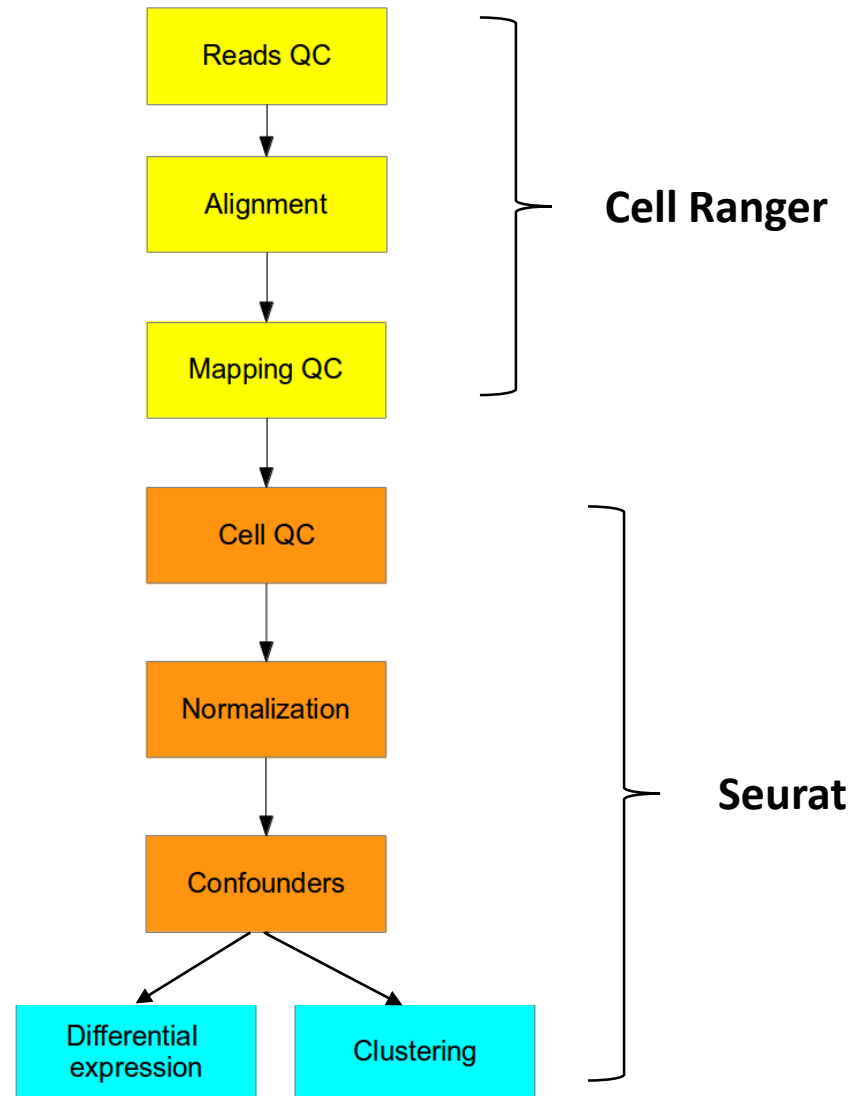 Reads QC
Alignment
Cell Ranger
Mapping QC
Cell QC
Normalization
Seurat
Confounders
Differential
expression
Clustering